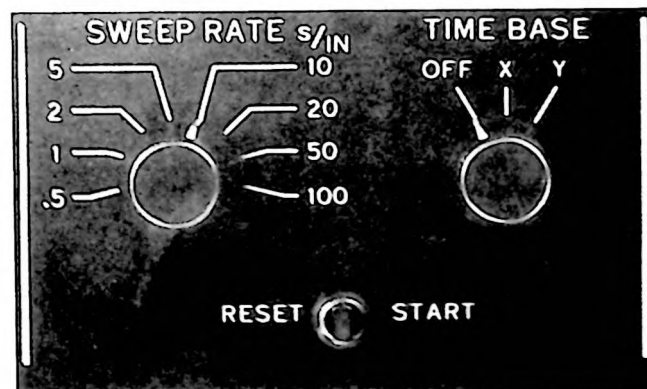 SWEEP RATE s/IN
TIME BASE
5
10
OFF X Y
2
20
1
50
.5
100
RESET
START